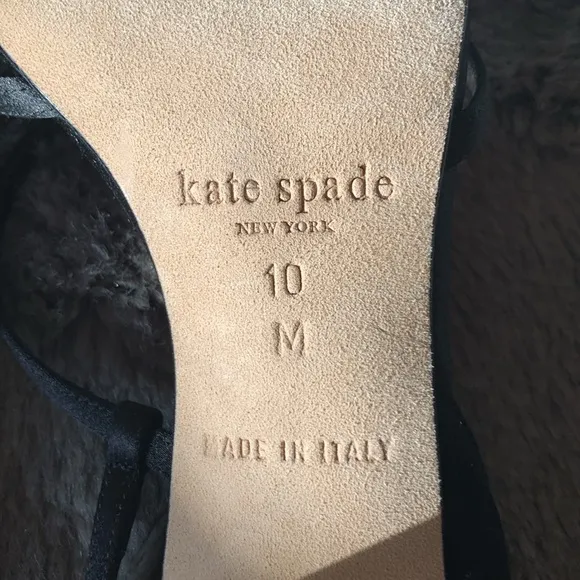 kate spade
NEW YORK
10
M
MADE IN ITALY